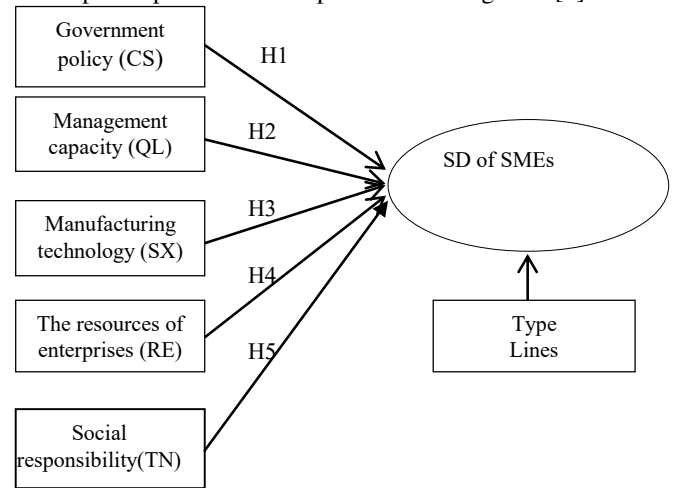 Government
policy (CS)
H1
Management
capacity (QL)
H2
SD of SMEs
Manufacturing
technology (SX)
H3
H4
The resources of
enterprises (RE)
Type
Lines
H5
Social
responsibility(TN)